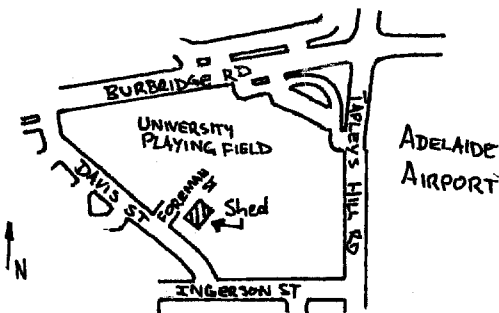 BURBRIDGE RD
UNIVERSITY
PLAYING FIELD
TAPLEYS HILL RD
ADELAIDE
AIRPORT
DAVIS ST
FOREMAN ST
Shed
N
INGERSON ST